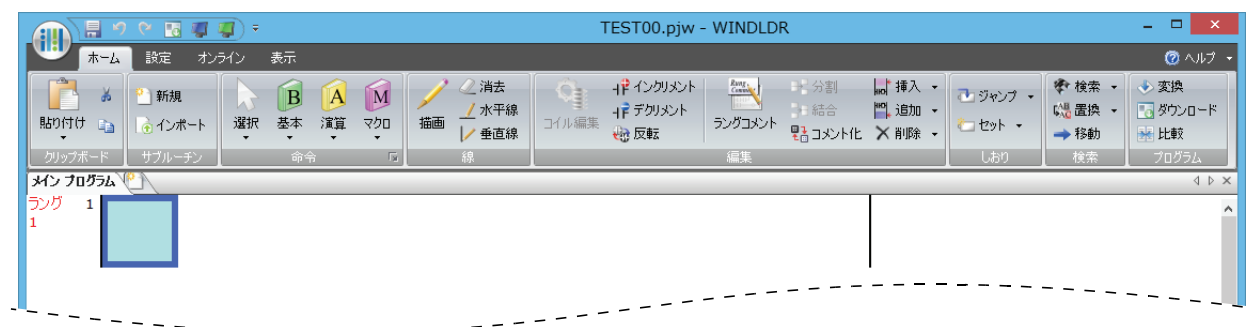 TEST00.pjw - WINDLDR
ホーム 設定 オンライン 表示 ヘルプ
貼り付け
新規
インポート
選択 B 基本 A 演算 M マクロ
描画
消去
水平線
垂直線
コイル編集
インクリメント
デクリメント
反転
ラングコメント
分割
結合
コメント化
挿入
追加
削除
ジャンプ
セット
検索
置換
移動
変換
ダウンロード
比較
クリップボード サブルーチン 命令 線 編集 しおり 検索 プログラム
メイン プログラム
ラング 1
1